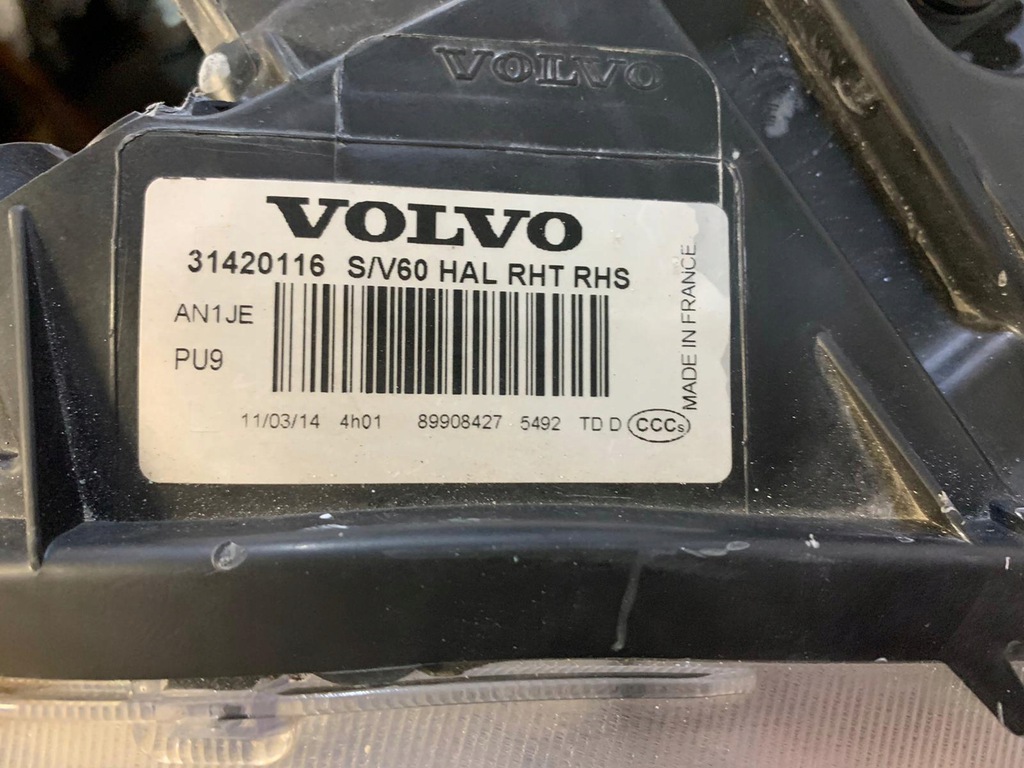 VOLVO
VOLVO
31420116 S/V60 HAL RHT RHS
AN1JE
PU9
11/03/14 4h01 89908427 5492 TD D CCCs
MADE IN FRANCE